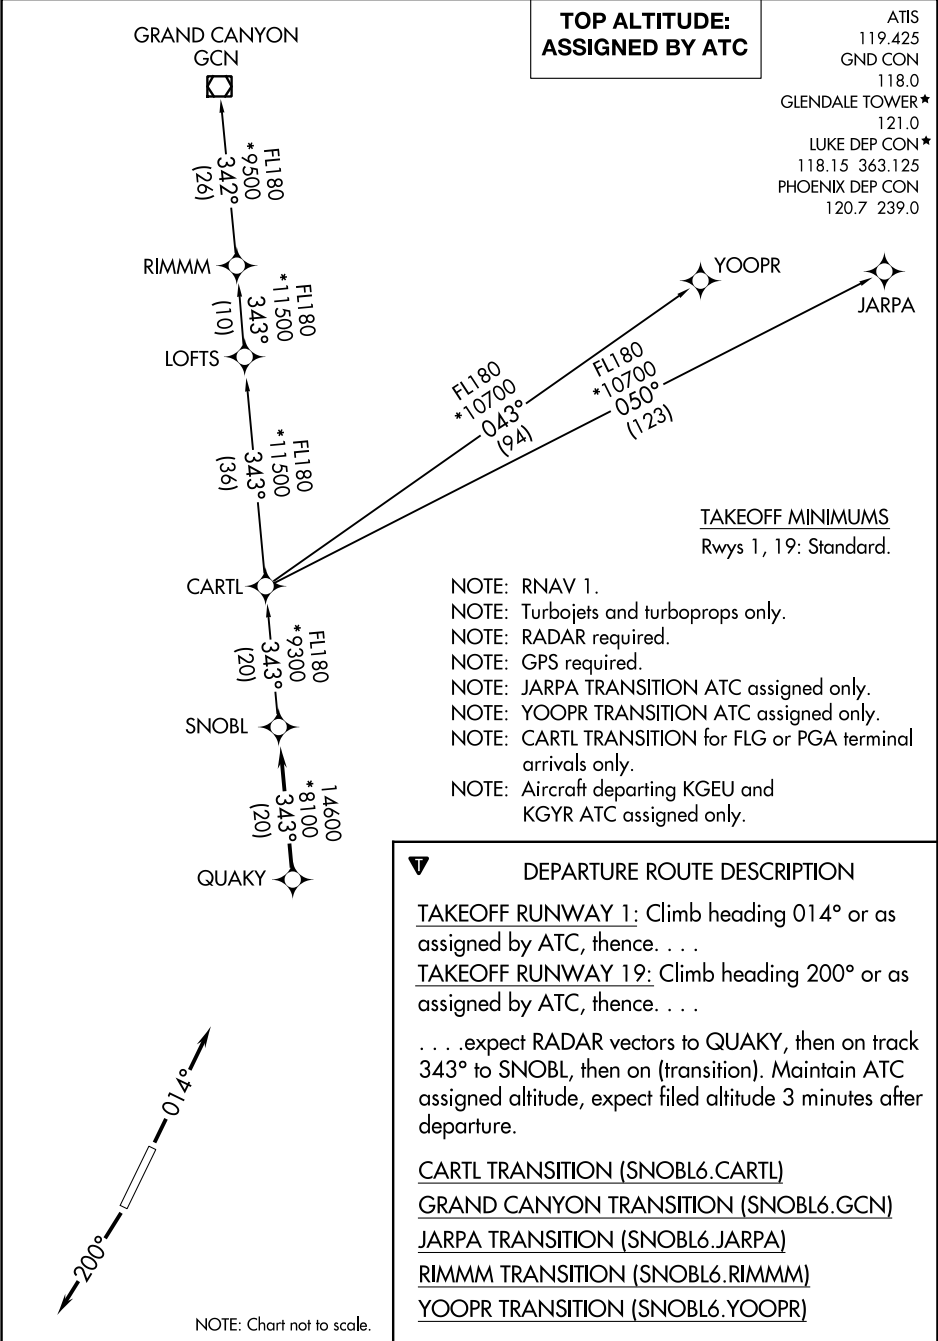 TOP ALTITUDE:
ASSIGNED BY ATC
ATIS
119.425
GND CON
118.0
GLENDALE TOWER★
121.0
LUKE DEP CON★
118.15 363.125
PHOENIX DEP CON
120.7 239.0
GRAND CANYON
GCN
FL180
*9500
342°
(26)
RIMMM
FL180
*11500
343°
(10)
LOFTS
FL180
*11500
343°
(36)
YOOPR
JARPA
FL180
*10700
043°
(94)
FL180
*10700
050°
(123)
CARTL
FL180
*9300
343°
(20)
SNOBL
14600
*8100
343°
(20)
QUAKY
TAKEOFF MINIMUMS
Rwys 1, 19: Standard.
NOTE: RNAV 1.
NOTE: Turbojets and turboprops only.
NOTE: RADAR required.
NOTE: GPS required.
NOTE: JARPA TRANSITION ATC assigned only.
NOTE: YOOPR TRANSITION ATC assigned only.
NOTE: CARTL TRANSITION for FLG or PGA terminal
arrivals only.
NOTE: Aircraft departing KGEU and
KGYR ATC assigned only.
T
DEPARTURE ROUTE DESCRIPTION
TAKEOFF RUNWAY 1: Climb heading 014° or as
assigned by ATC, thence. . . .
TAKEOFF RUNWAY 19: Climb heading 200° or as
assigned by ATC, thence. . . .
. . . .expect RADAR vectors to QUAKY, then on track
343° to SNOBL, then on (transition). Maintain ATC
assigned altitude, expect filed altitude 3 minutes after
departure.
CARTL TRANSITION (SNOBL6.CARTL)
GRAND CANYON TRANSITION (SNOBL6.GCN)
JARPA TRANSITION (SNOBL6.JARPA)
RIMMM TRANSITION (SNOBL6.RIMMM)
YOOPR TRANSITION (SNOBL6.YOOPR)
014°
200°
NOTE: Chart not to scale.